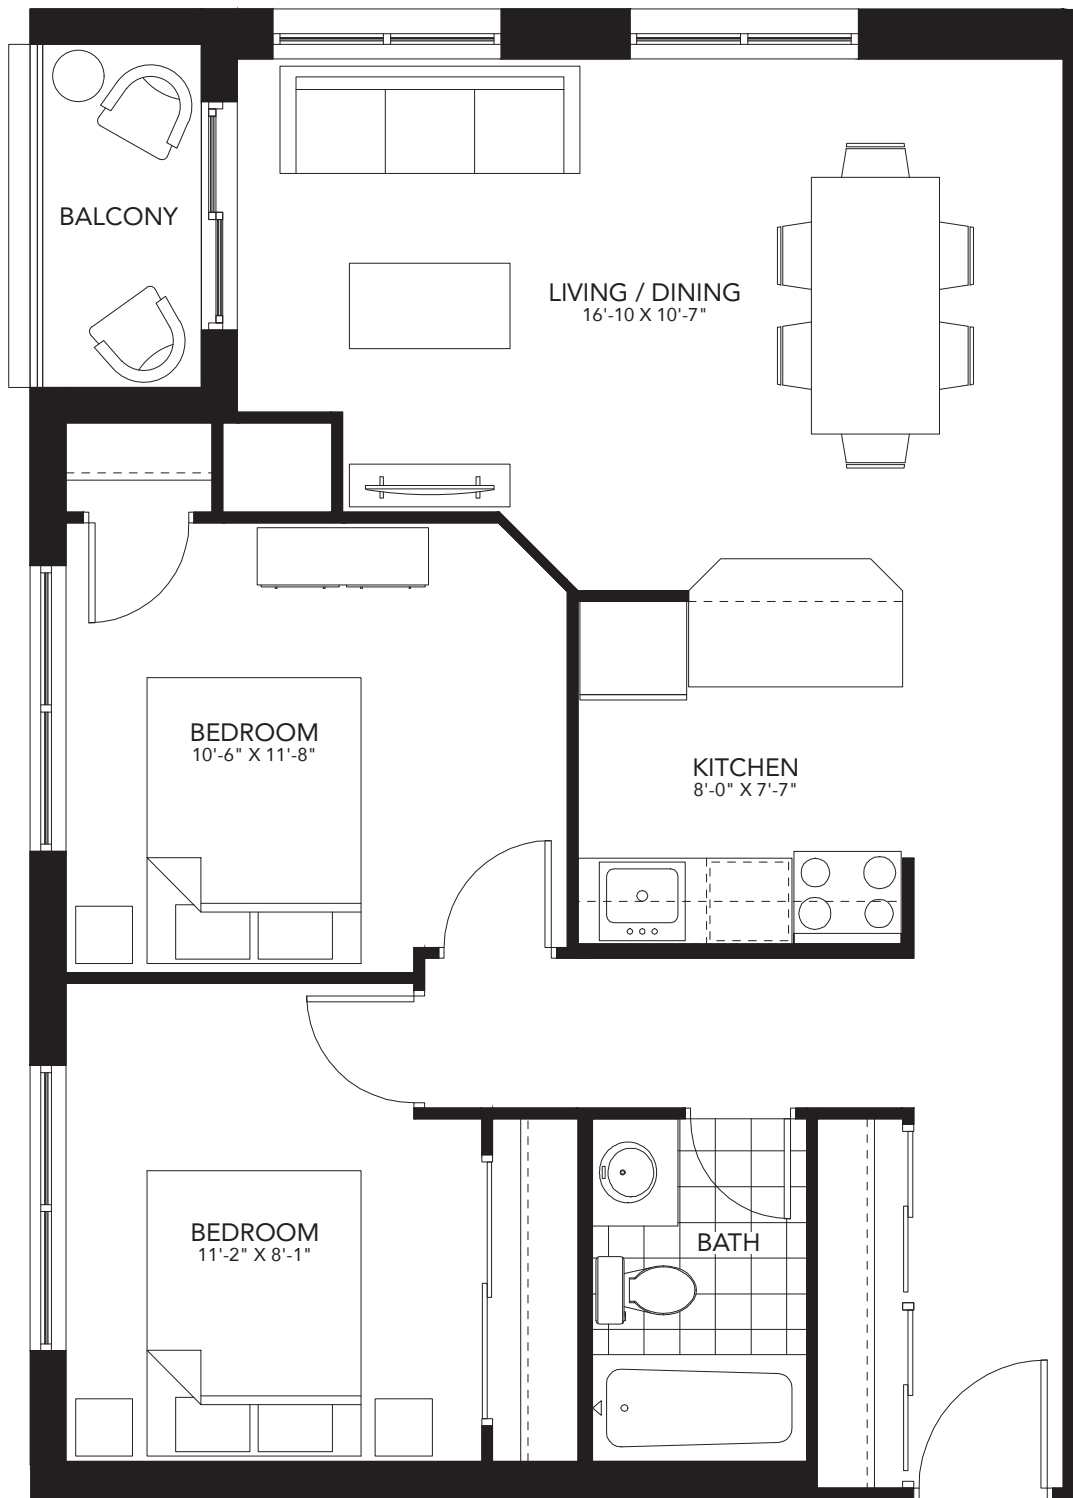 BALCONY
LIVING / DINING
16'-10 X 10'-7"
BEDROOM
10'-6" X 11'-8"
KITCHEN
8'-0" X 7'-7"
BEDROOM
11'-2" X 8'-1"
BATH